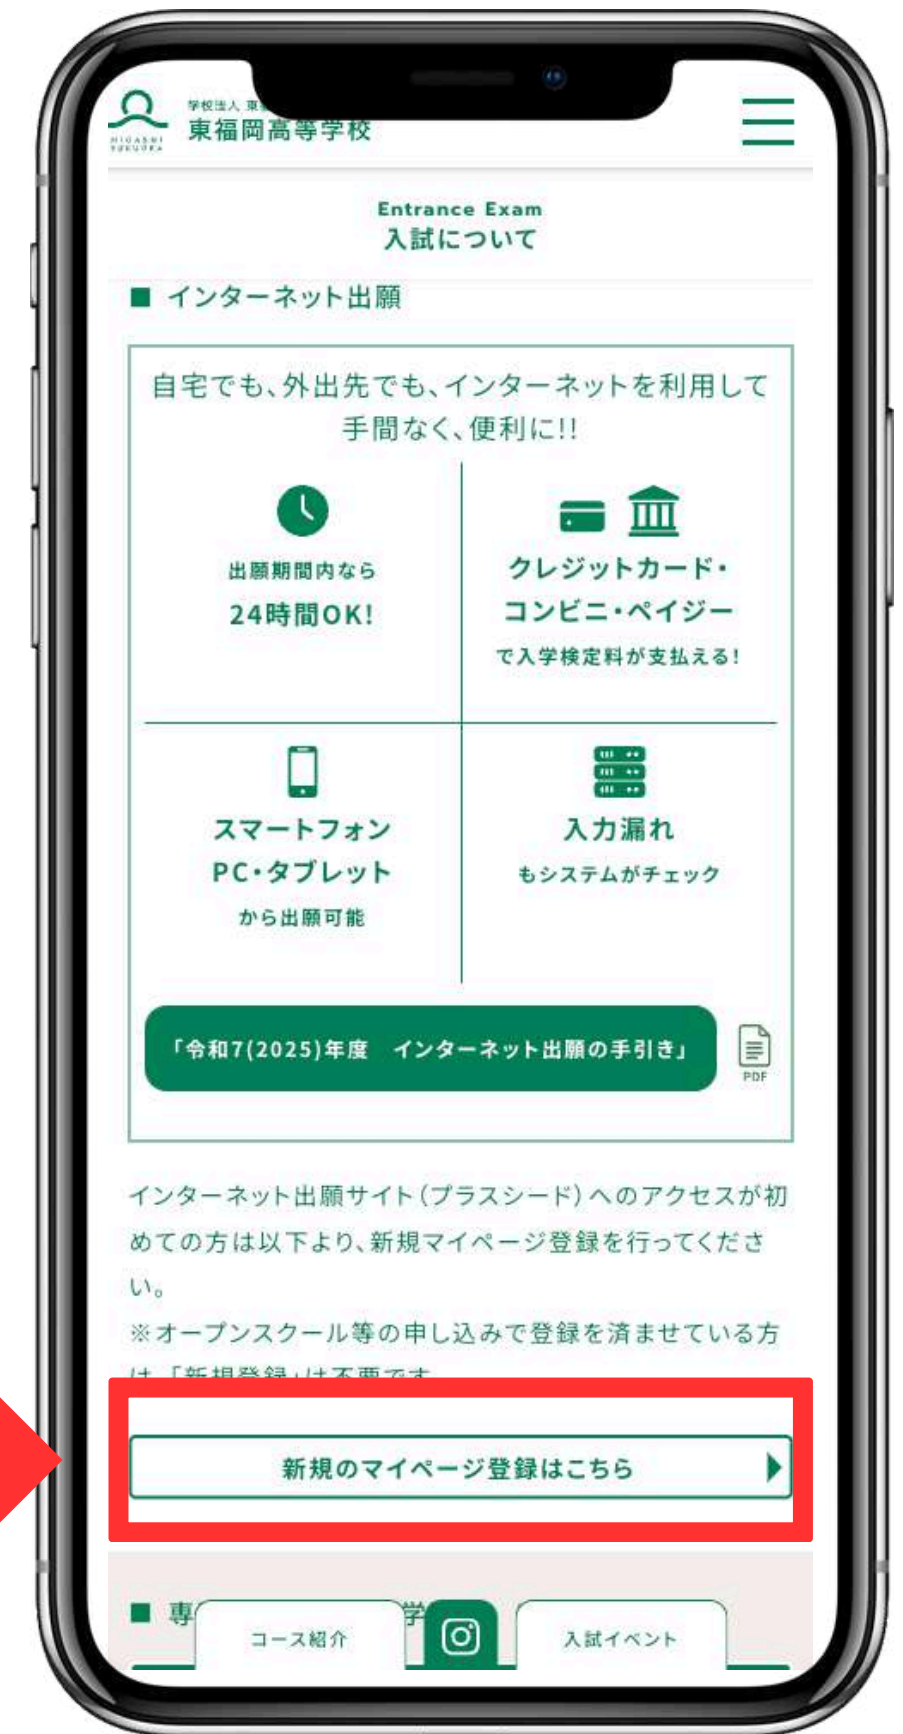 学校法人 東
東福岡高等学校
HIGASHI
FUKUOKA
Entrance Exam
入試について
■ インターネット出願
自宅でも、外出先でも、インターネットを利用して
手間なく、便利に!!
出願期間内なら
24時間OK!
クレジットカード・
コンビニ・ペイジー
で入学検定料が支払える!
スマートフォン
PC・タブレット
から出願可能
入力漏れ
もシステムがチェック
「令和7(2025)年度　インターネット出願の手引き」
PDF
インターネット出願サイト(プラスシード)へのアクセスが初
めての方は以下より、新規マイページ登録を行ってくださ
い。
※オープンスクール等の申し込みで登録を済ませている方
は、「新規登録」は不要です
新規のマイページ登録はこちら
■ 専
学
コース紹介
入試イベント